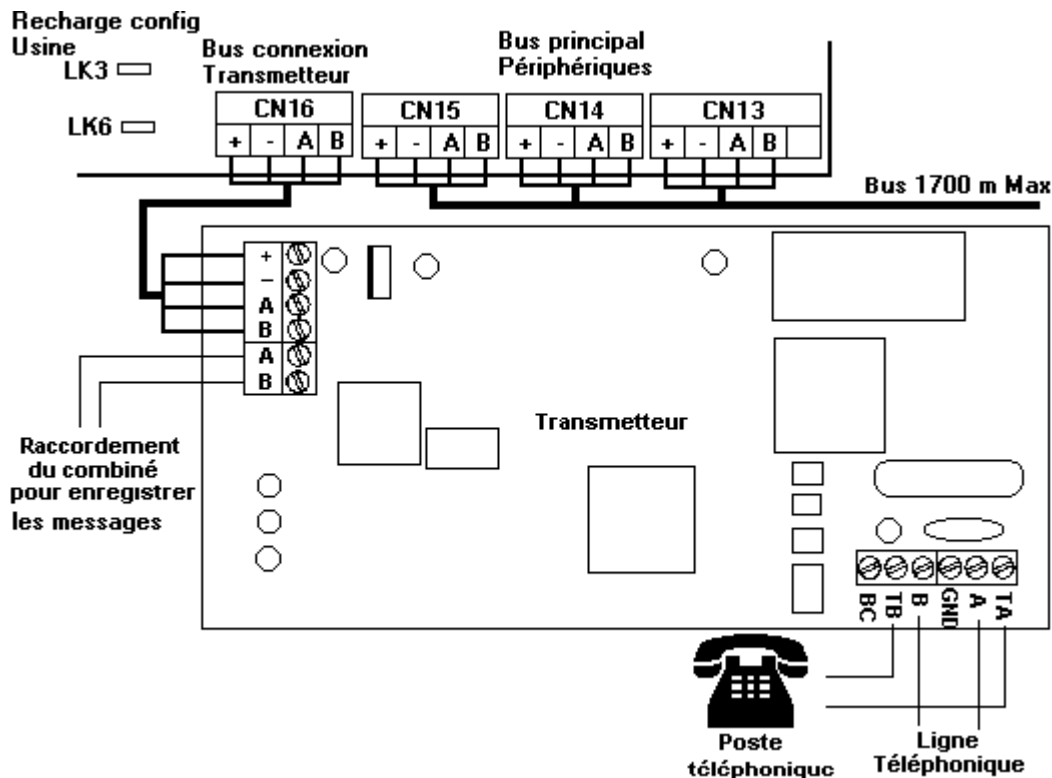 Recharge config
Usine
LK3
LK6
Bus connexion
Transmetteur
Bus principal
Périphériques
CN16
+ - A B
CN15
+ - A B
CN14
+ - A B
CN13
+ - A B
Bus 1700 m Max
+
−
A
B
A
B
Raccordement
du combiné
pour enregistrer
les messages
Transmetteur
BC TB B GND A TA
Poste
téléphonique
Ligne
Téléphonique